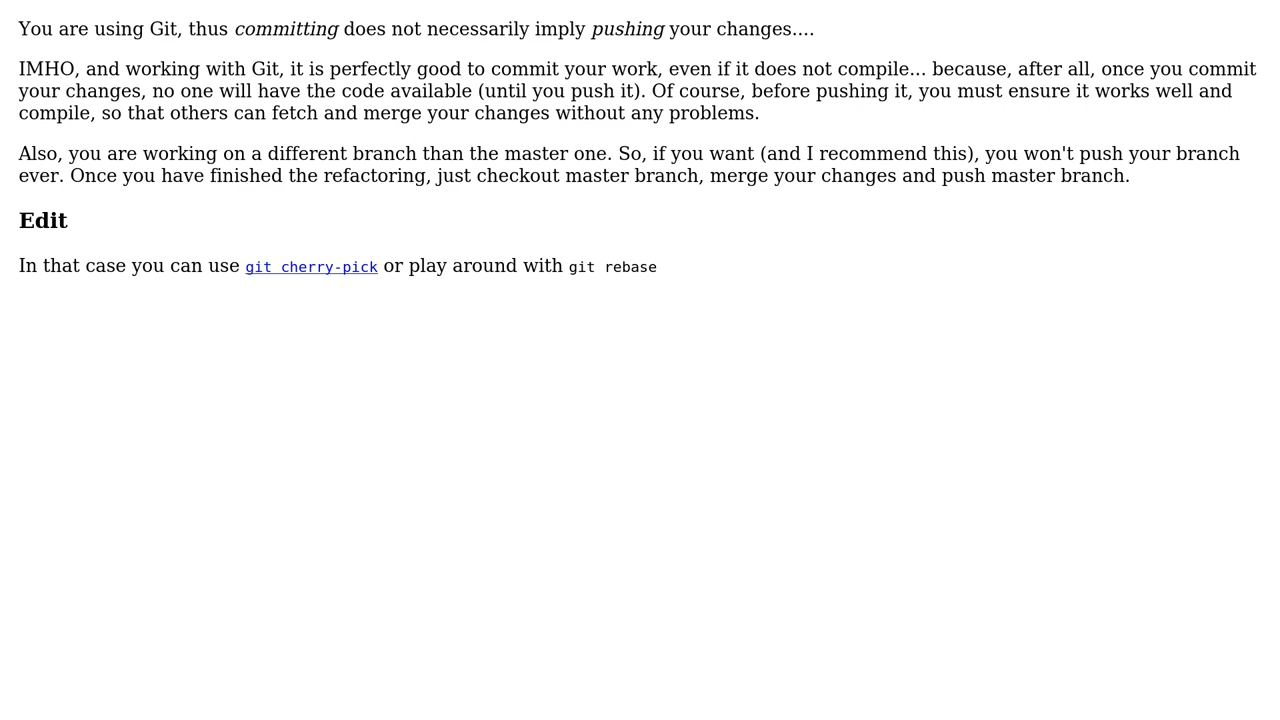 You are using Git, thus committing does not necessarily imply pushing your changes....
IMHO, and working with Git, it is perfectly good to commit your work, even if it does not compile... because, after all, once you commit
your changes, no one will have the code available (until you push it). Of course, before pushing it, you must ensure it works well and
compile, so that others can fetch and merge your changes without any problems.
Also, you are working on a different branch than the master one. So, if you want (and I recommend this), you won't push your branch
ever. Once you have finished the refactoring, just checkout master branch, merge your changes and push master branch.
Edit
In that case you can use git cherry-pick or play around with git rebase